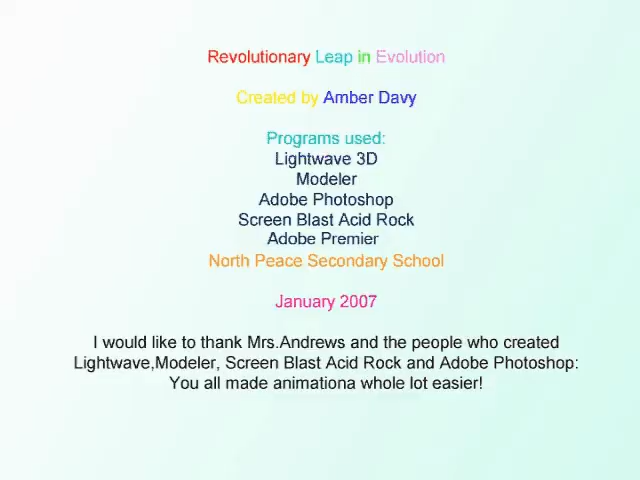 Revolutionary Leap in Evolution
Created by Amber Davy
Programs used:
Lightwave 3D
Modeler
Adobe Photoshop
Screen Blast Acid Rock
Adobe Premier
North Peace Secondary School
January 2007
I would like to thank Mrs.Andrews and the people who created
Lightwave,Modeler, Screen Blast Acid Rock and Adobe Photoshop:
You all made animationa whole lot easier!